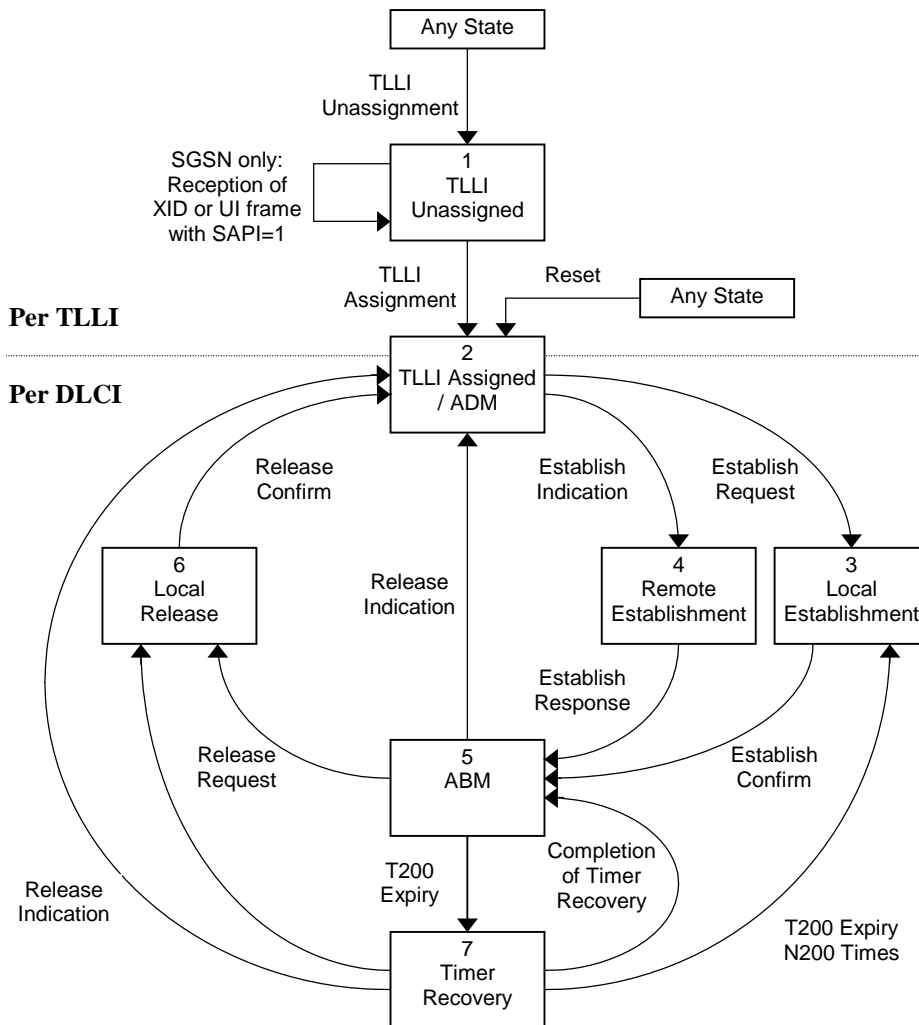 Any State
TLLI
Unassignment
SGSN only:
Reception of
XID or UI frame
with SAPI=1
1
TLLI
Unassigned
TLLI
Assignment
Reset
Any State
Per TLLI
2
TLLI Assigned
/ ADM
Per DLCI
Release
Confirm
Establish
Indication
Establish
Request
6
Local
Release
Release
Indication
4
Remote
Establishment
3
Local
Establishment
Establish
Response
Release
Request
5
ABM
Establish
Confirm
T200
Expiry
Completion
of Timer
Recovery
Release
Indication
T200 Expiry
N200 Times
7
Timer
Recovery